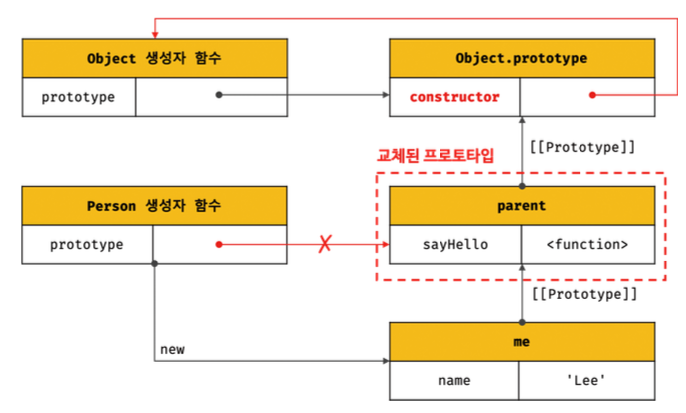 Object 생성자 함수
prototype
Object.prototype
constructor
[[Prototype]]
교체된 프로토타입
Person 생성자 함수
prototype
parent
sayHello
<function>
[[Prototype]]
new
me
name
'Lee'